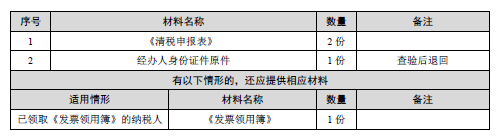 序号 材料名称 数量 备注
1 《清税申报表》 2 份
2 经办人身份证件原件 1 份 查验后退回
有以下情形的，还应提供相应材料
适用情形 材料名称 数量 备注
已领取《发票领用簿》的纳税人 《发票领用簿》 1 份